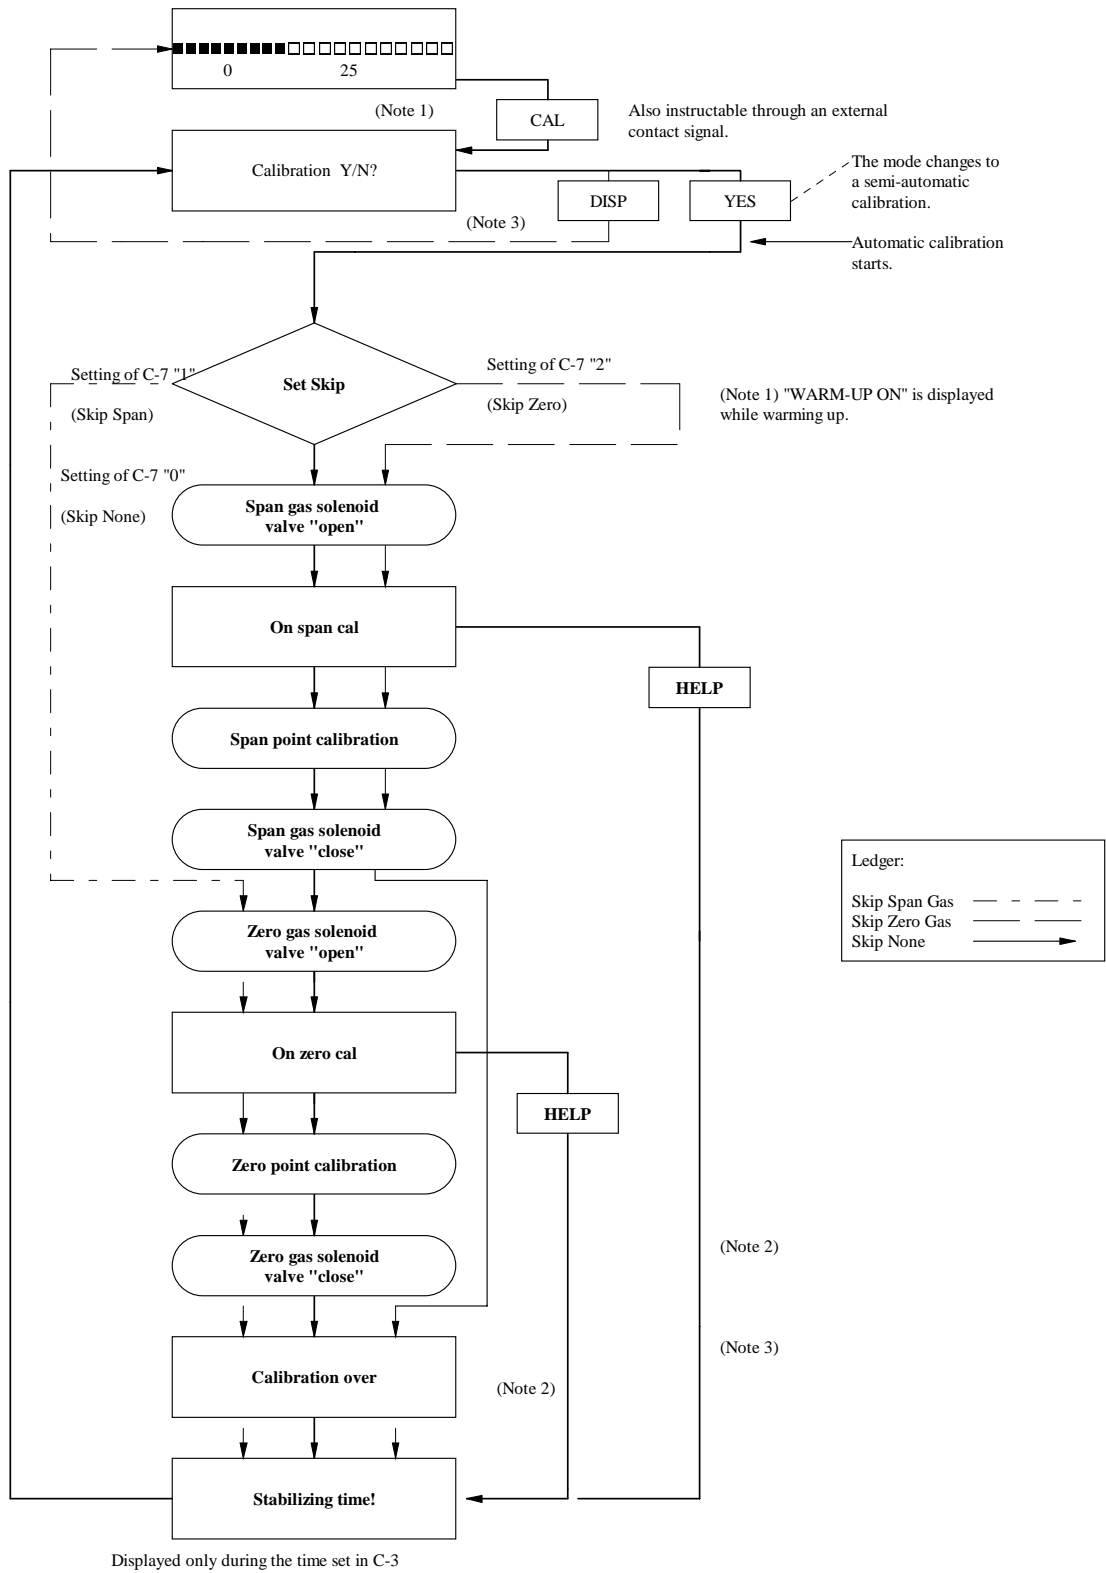 0 25
(Note 1)
CAL
Also instructable through an external
contact signal.
Calibration Y/N?
DISP
YES
The mode changes to
a semi-automatic
calibration.
(Note 3)
Automatic calibration
starts.
Setting of C-7 "1"
(Skip Span)
Set Skip
Setting of C-7 "2"
(Skip Zero)
(Note 1) "WARM-UP ON" is displayed
while warming up.
Setting of C-7 "0"
(Skip None)
Span gas solenoid
valve "open"
On span cal
HELP
Span point calibration
Span gas solenoid
valve "close"
Ledger:
Skip Span Gas
Skip Zero Gas
Skip None
Zero gas solenoid
valve "open"
On zero cal
HELP
Zero point calibration
(Note 2)
Zero gas solenoid
valve "close"
(Note 3)
Calibration over
(Note 2)
Stabilizing time!
Displayed only during the time set in C-3